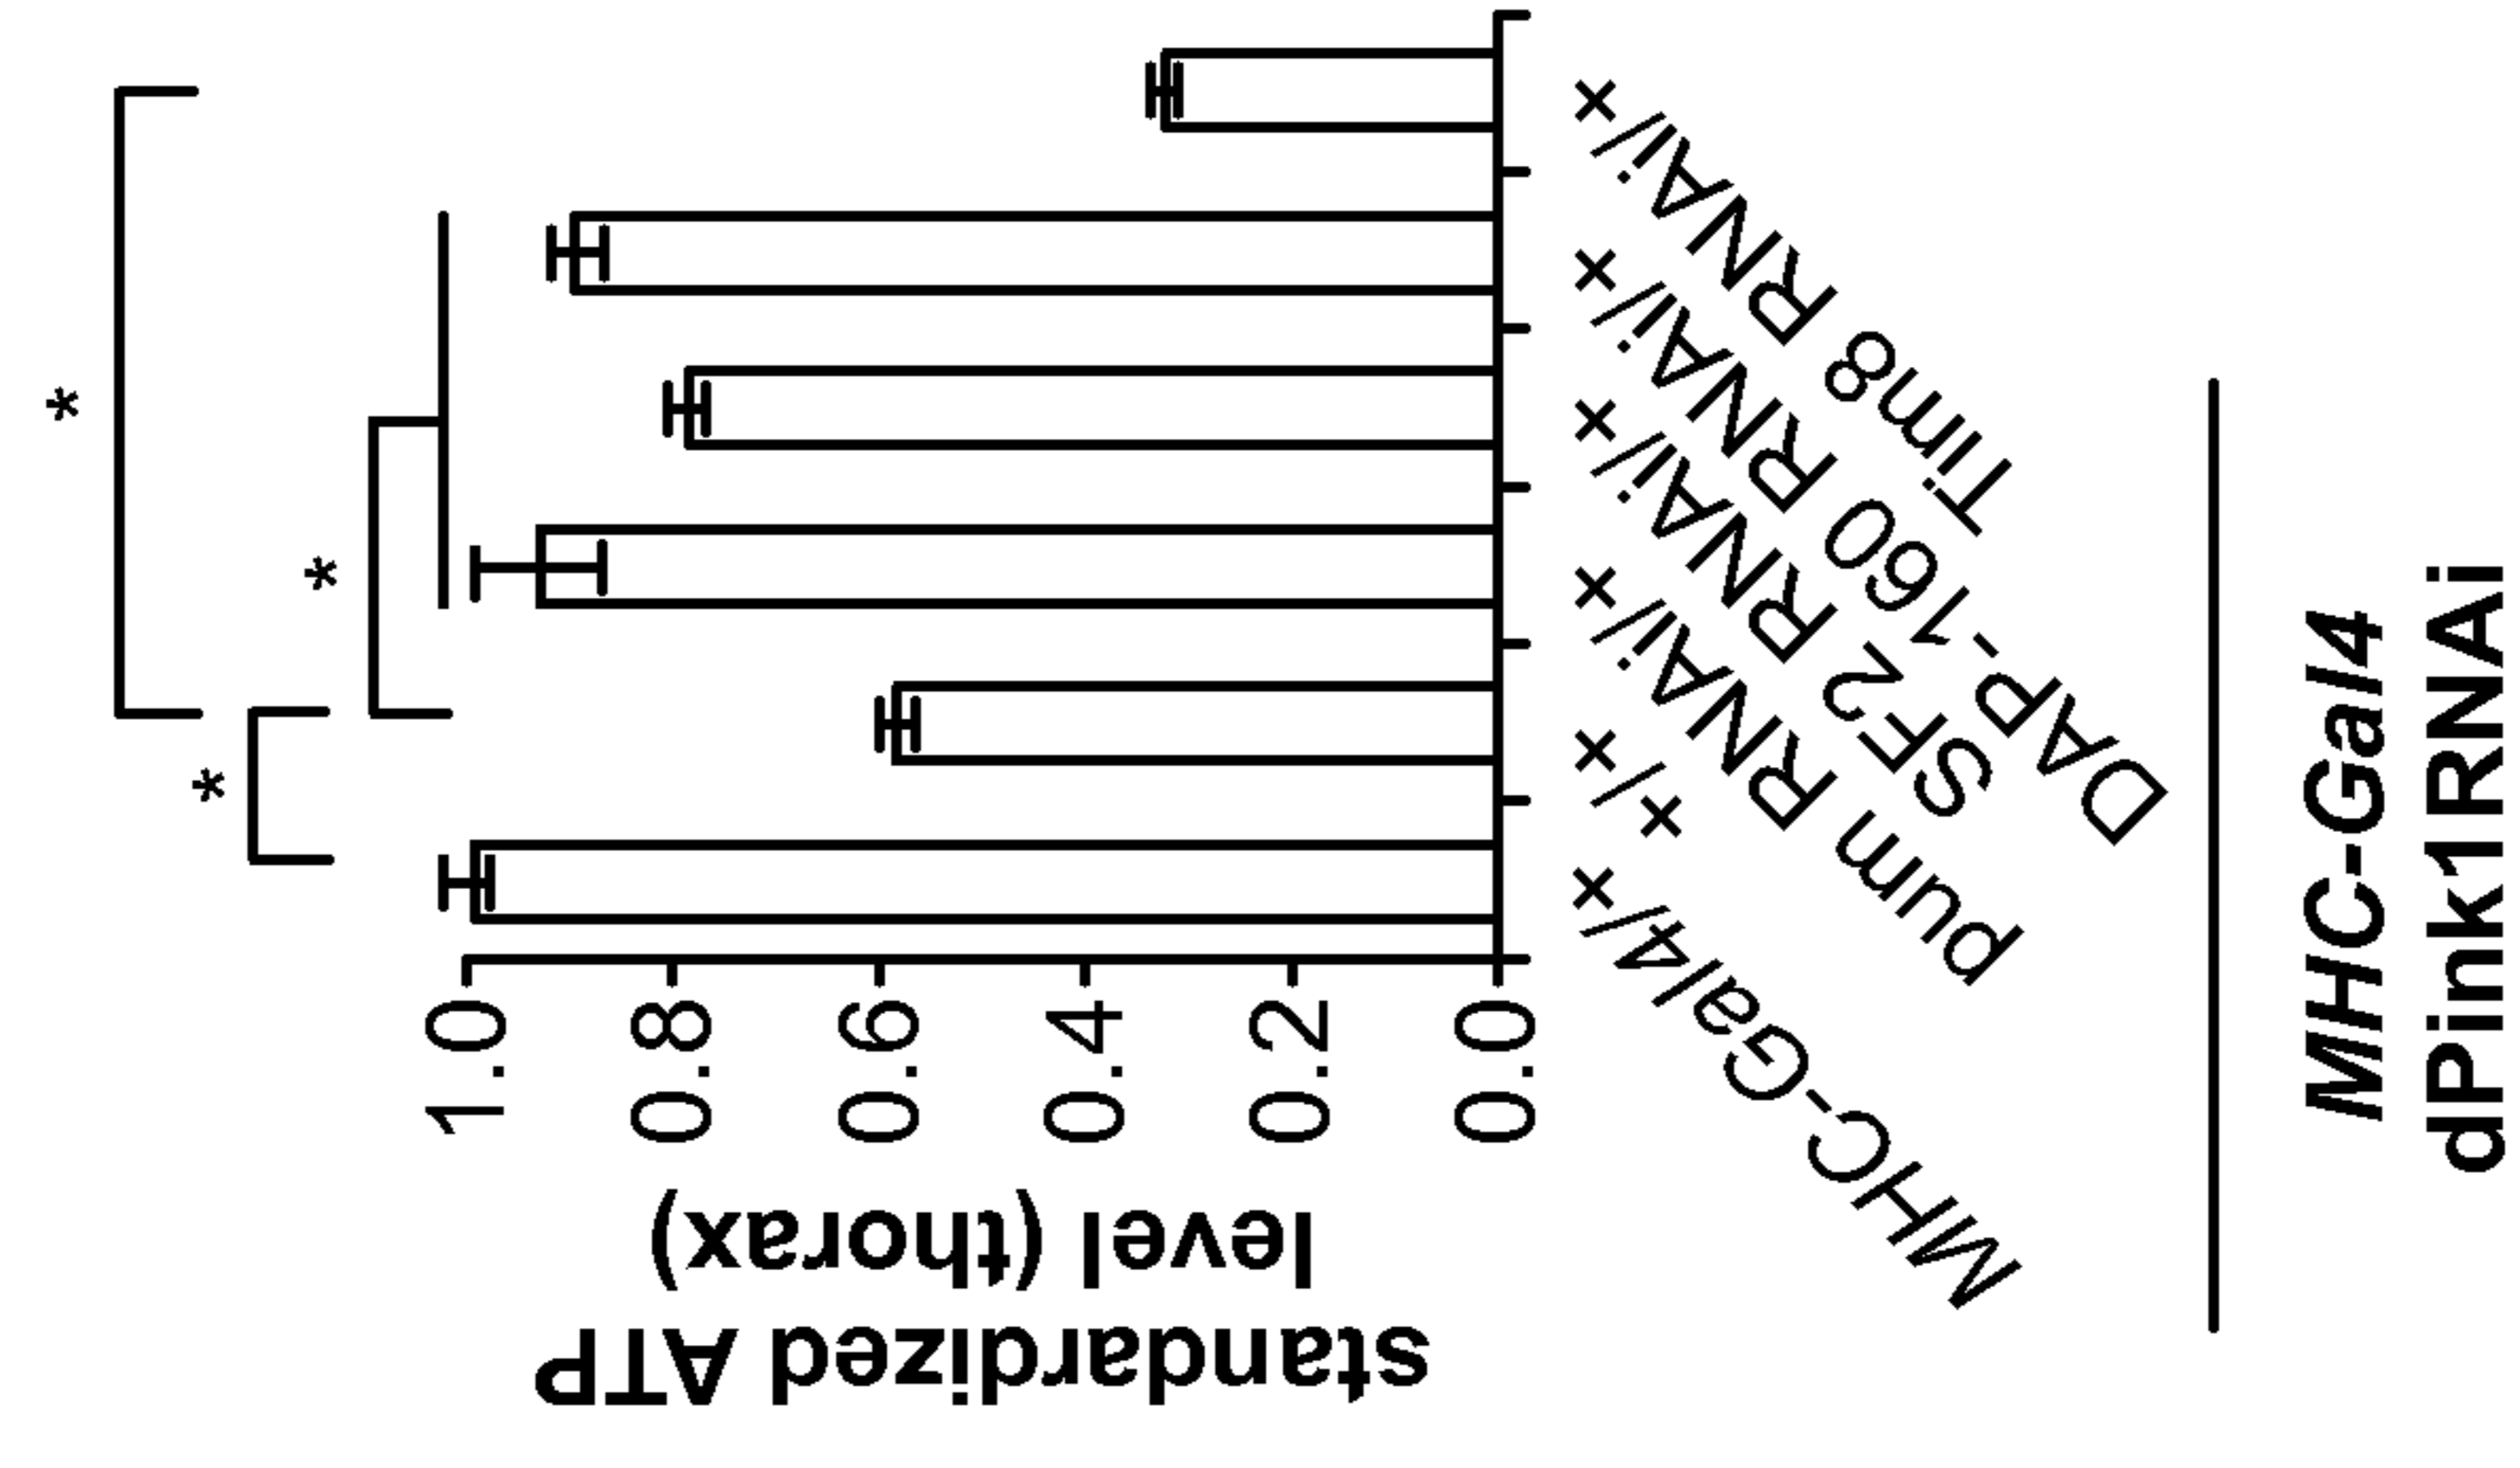 standardized ATP
level (thorax)
1.0
0.8
0.6
0.4
0.2
0.0
*
*
*
MHC-Gal4/+
+/+
pum RNAi/+
SF2 RNAi/+
DAP-160 RNAi/+
Tim8 RNAi/+
MHC-Gal4
dPink1RNAi